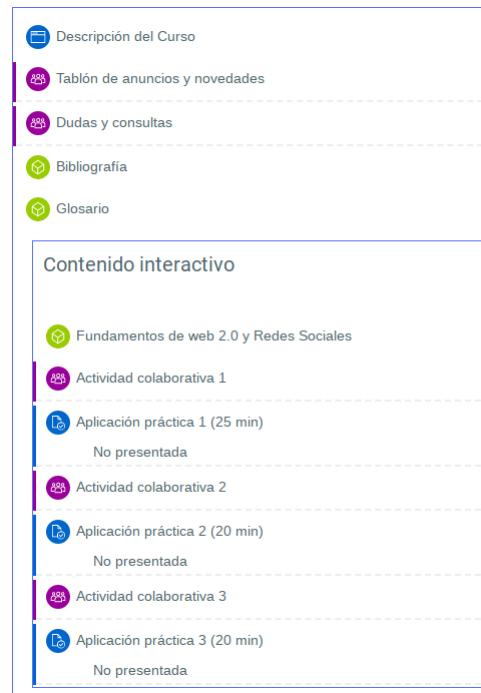 Descripción del Curso
Tablón de anuncios y novedades
Dudas y consultas
Bibliografía
Glosario
Contenido interactivo
Fundamentos de web 2.0 y Redes Sociales
Actividad colaborativa 1
Aplicación práctica 1 (25 min)
No presentada
Actividad colaborativa 2
Aplicación práctica 2 (20 min)
No presentada
Actividad colaborativa 3
Aplicación práctica 3 (20 min)
No presentada